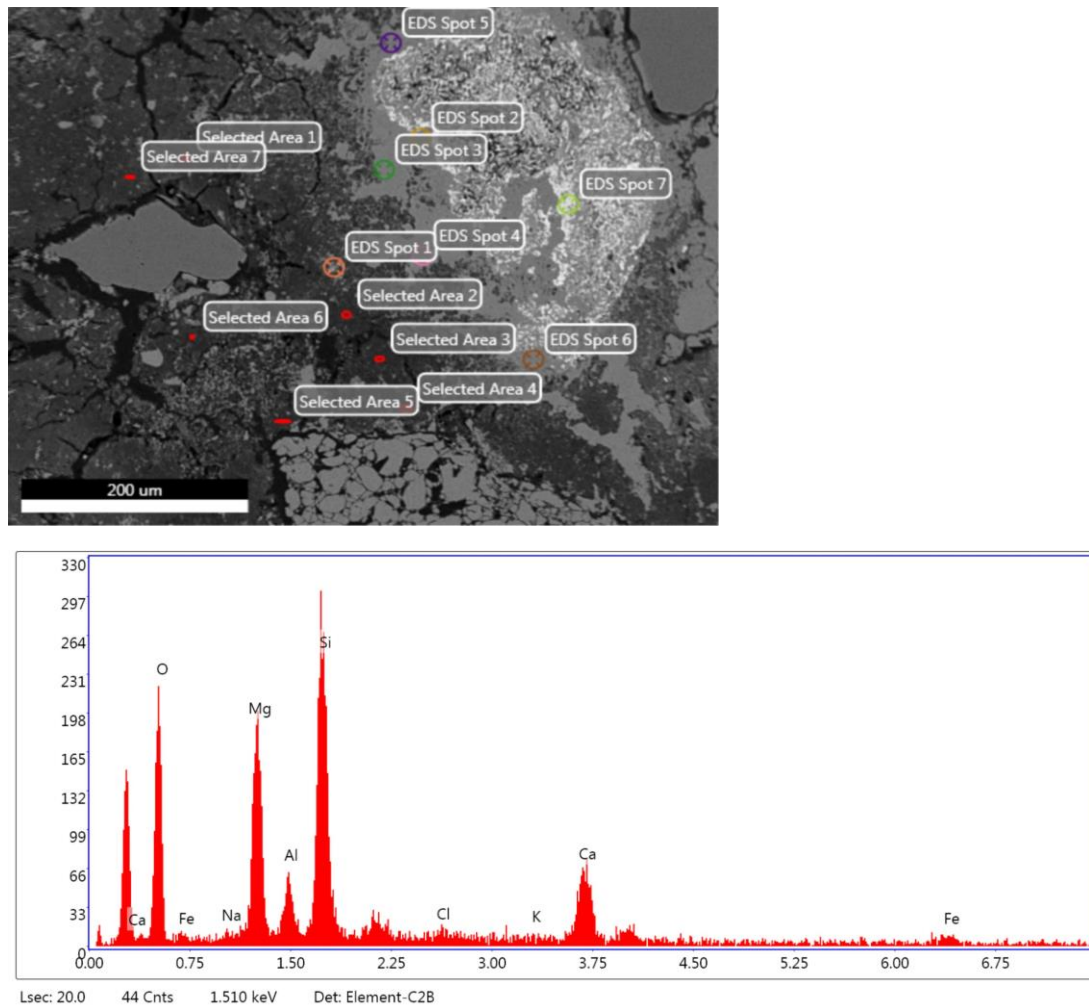 EDS Spot 5
EDS Spot 2
Selected Area 1
EDS Spot 3
Selected Area 7
EDS Spot 7
EDS Spot 4
EDS Spot 1
Selected Area 2
Selected Area 6
Selected Area 3
EDS Spot 6
Selected Area 4
Selected Area 5
200 um
330
297
264
231
198
165
132
99
66
33
0
O
Si
Mg
Al
Ca
Ca
Fe
Na
Cl
K
Fe
0.00 0.75 1.50 2.25 3.00 3.75 4.50 5.25 6.00 6.75
Lsec: 20.0 44 Cnts 1.510 keV Det: Element-C2B